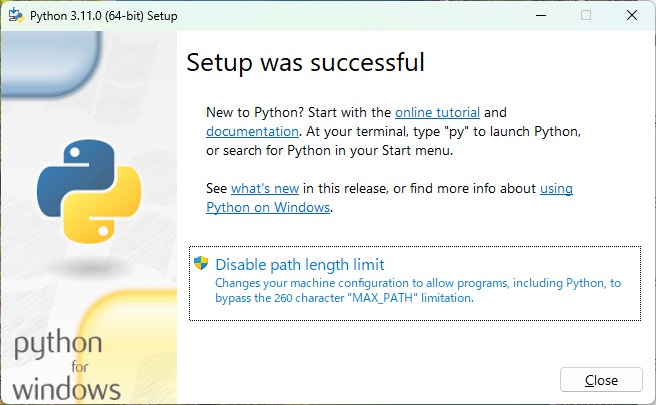 Python 3.11.0 (64-bit) Setup
Setup was successful
New to Python? Start with the online tutorial and
documentation. At your terminal, type "py" to launch Python,
or search for Python in your Start menu.
See what's new in this release, or find more info about using
Python on Windows.
Disable path length limit
Changes your machine configuration to allow programs, including Python, to
bypass the 260 character "MAX_PATH" limitation.
python
for
windows
Close